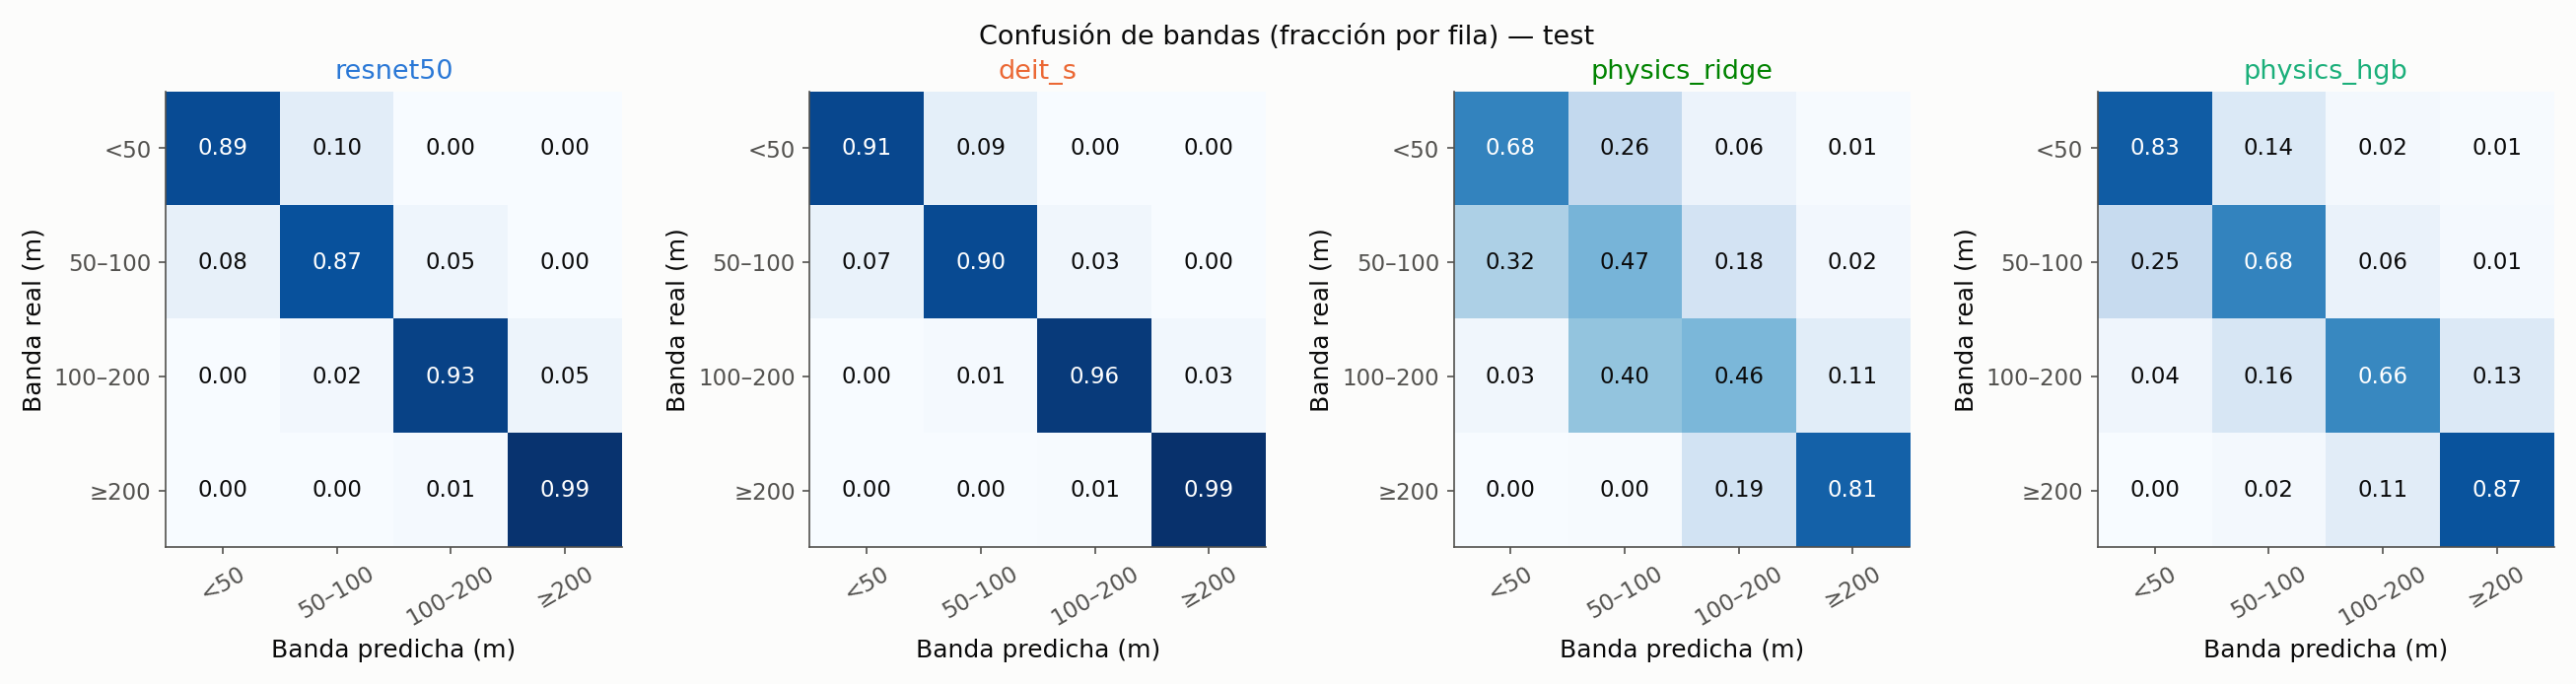 Confusión de bandas (fracción por fila) — test
resnet50
Banda real (m)
<50 0.89 0.10 0.00 0.00
50–100 0.08 0.87 0.05 0.00
100–200 0.00 0.02 0.93 0.05
≥200 0.00 0.00 0.01 0.99
<50 50–100 100–200 ≥200
Banda predicha (m)
deit_s
Banda real (m)
<50 0.91 0.09 0.00 0.00
50–100 0.07 0.90 0.03 0.00
100–200 0.00 0.01 0.96 0.03
≥200 0.00 0.00 0.01 0.99
<50 50–100 100–200 ≥200
Banda predicha (m)
physics_ridge
Banda real (m)
<50 0.68 0.26 0.06 0.01
50–100 0.32 0.47 0.18 0.02
100–200 0.03 0.40 0.46 0.11
≥200 0.00 0.00 0.19 0.81
<50 50–100 100–200 ≥200
Banda predicha (m)
physics_hgb
Banda real (m)
<50 0.83 0.14 0.02 0.01
50–100 0.25 0.68 0.06 0.01
100–200 0.04 0.16 0.66 0.13
≥200 0.00 0.02 0.11 0.87
<50 50–100 100–200 ≥200
Banda predicha (m)